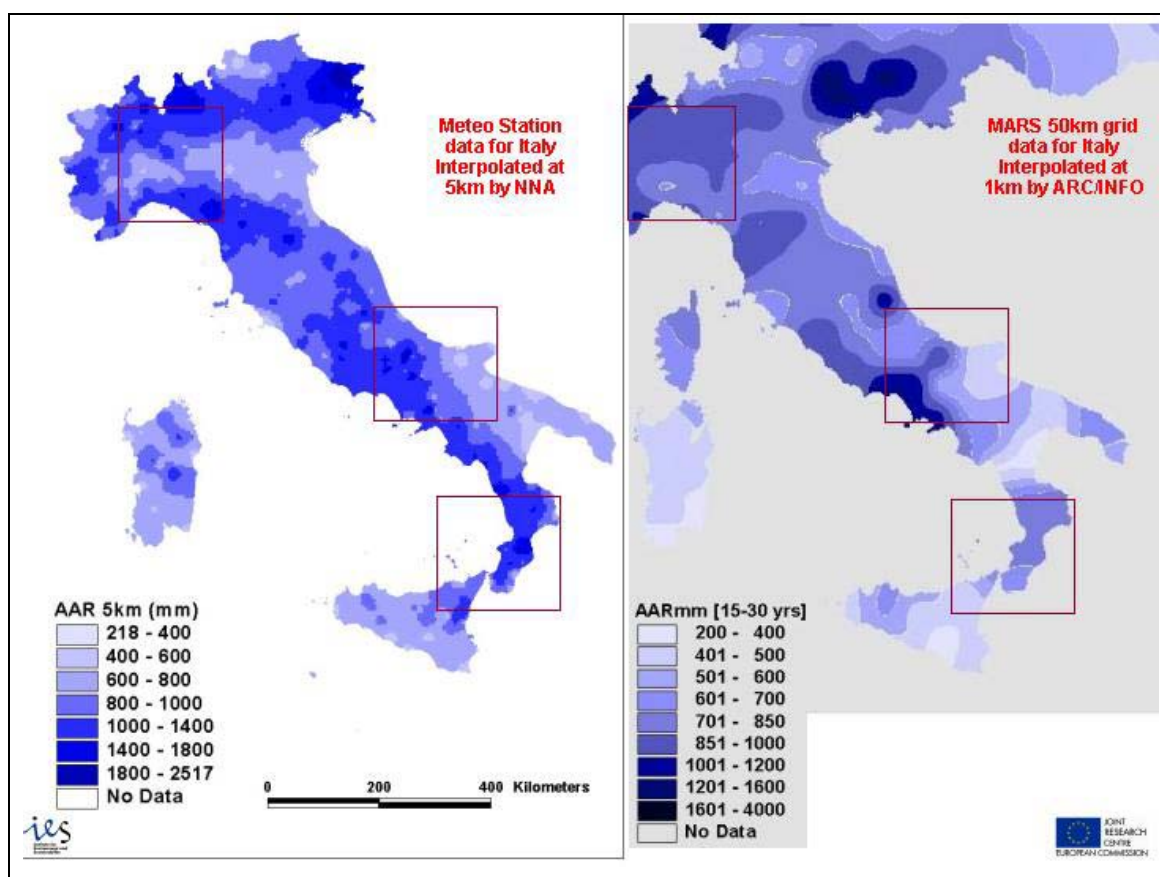 Meteo Station
data for Italy
Interpolated at
5km by NNA
AAR 5km (mm)
218 - 400
400 - 600
600 - 800
800 - 1000
1000 - 1400
1400 - 1800
1800 - 2517
No Data
0 200 400 Kilometers
ies
MARS 50km grid
data for Italy
Interpolated at
1km by ARC/INFO
AARmm [15-30 yrs]
200 - 400
401 - 500
501 - 600
601 - 700
701 - 850
851 - 1000
1001 - 1200
1201 - 1600
1601 - 4000
No Data
JOINT
RESEARCH
CENTRE
EUROPEAN COMMISSION